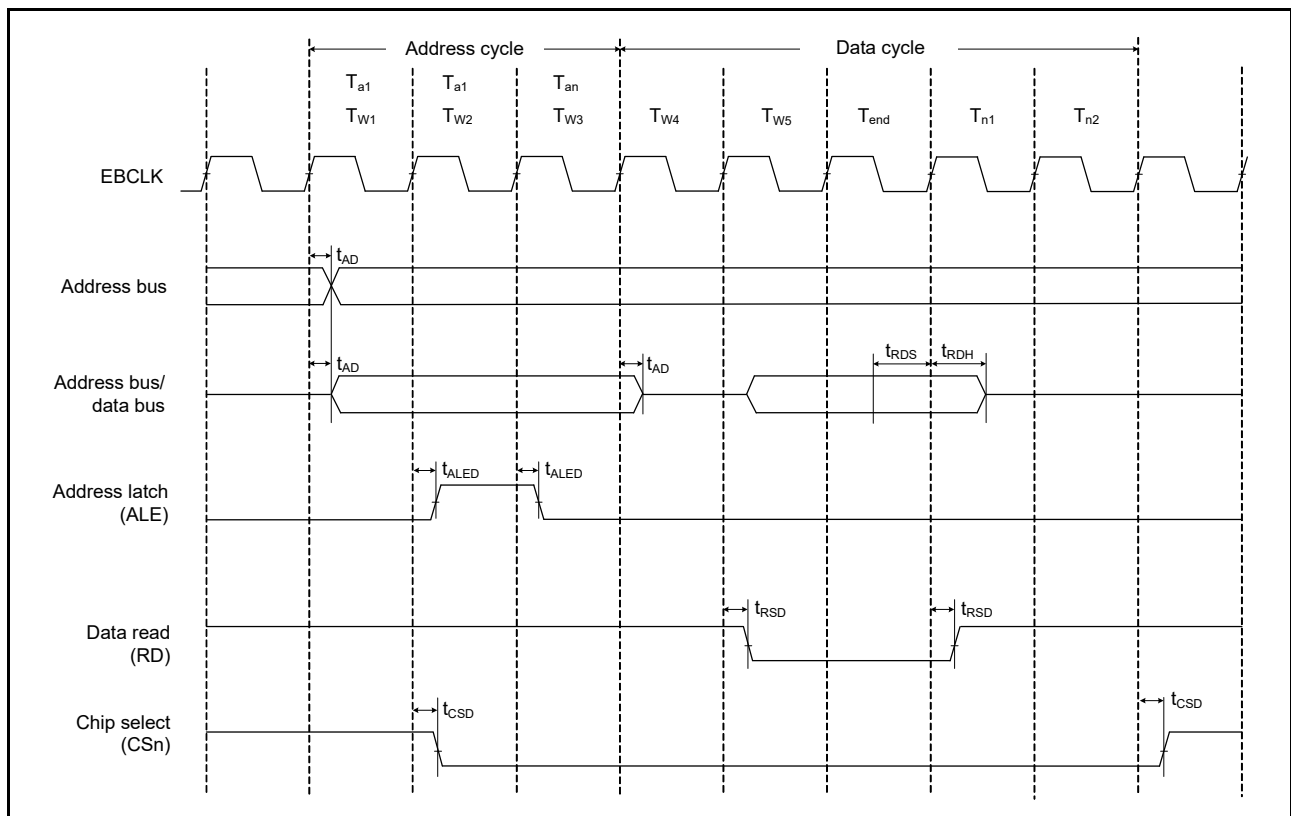 Address cycle Data cycle
Ta1 Ta1 Tan
TW1 TW2 TW3 TW4 TW5 Tend Tn1 Tn2
EBCLK
tAD
Address bus
tAD tAD tRDS tRDH
Address bus/
data bus
tALED tALED
Address latch
(ALE)
tRSD tRSD
Data read
(RD)
tCSD tCSD
Chip select
(CSn)